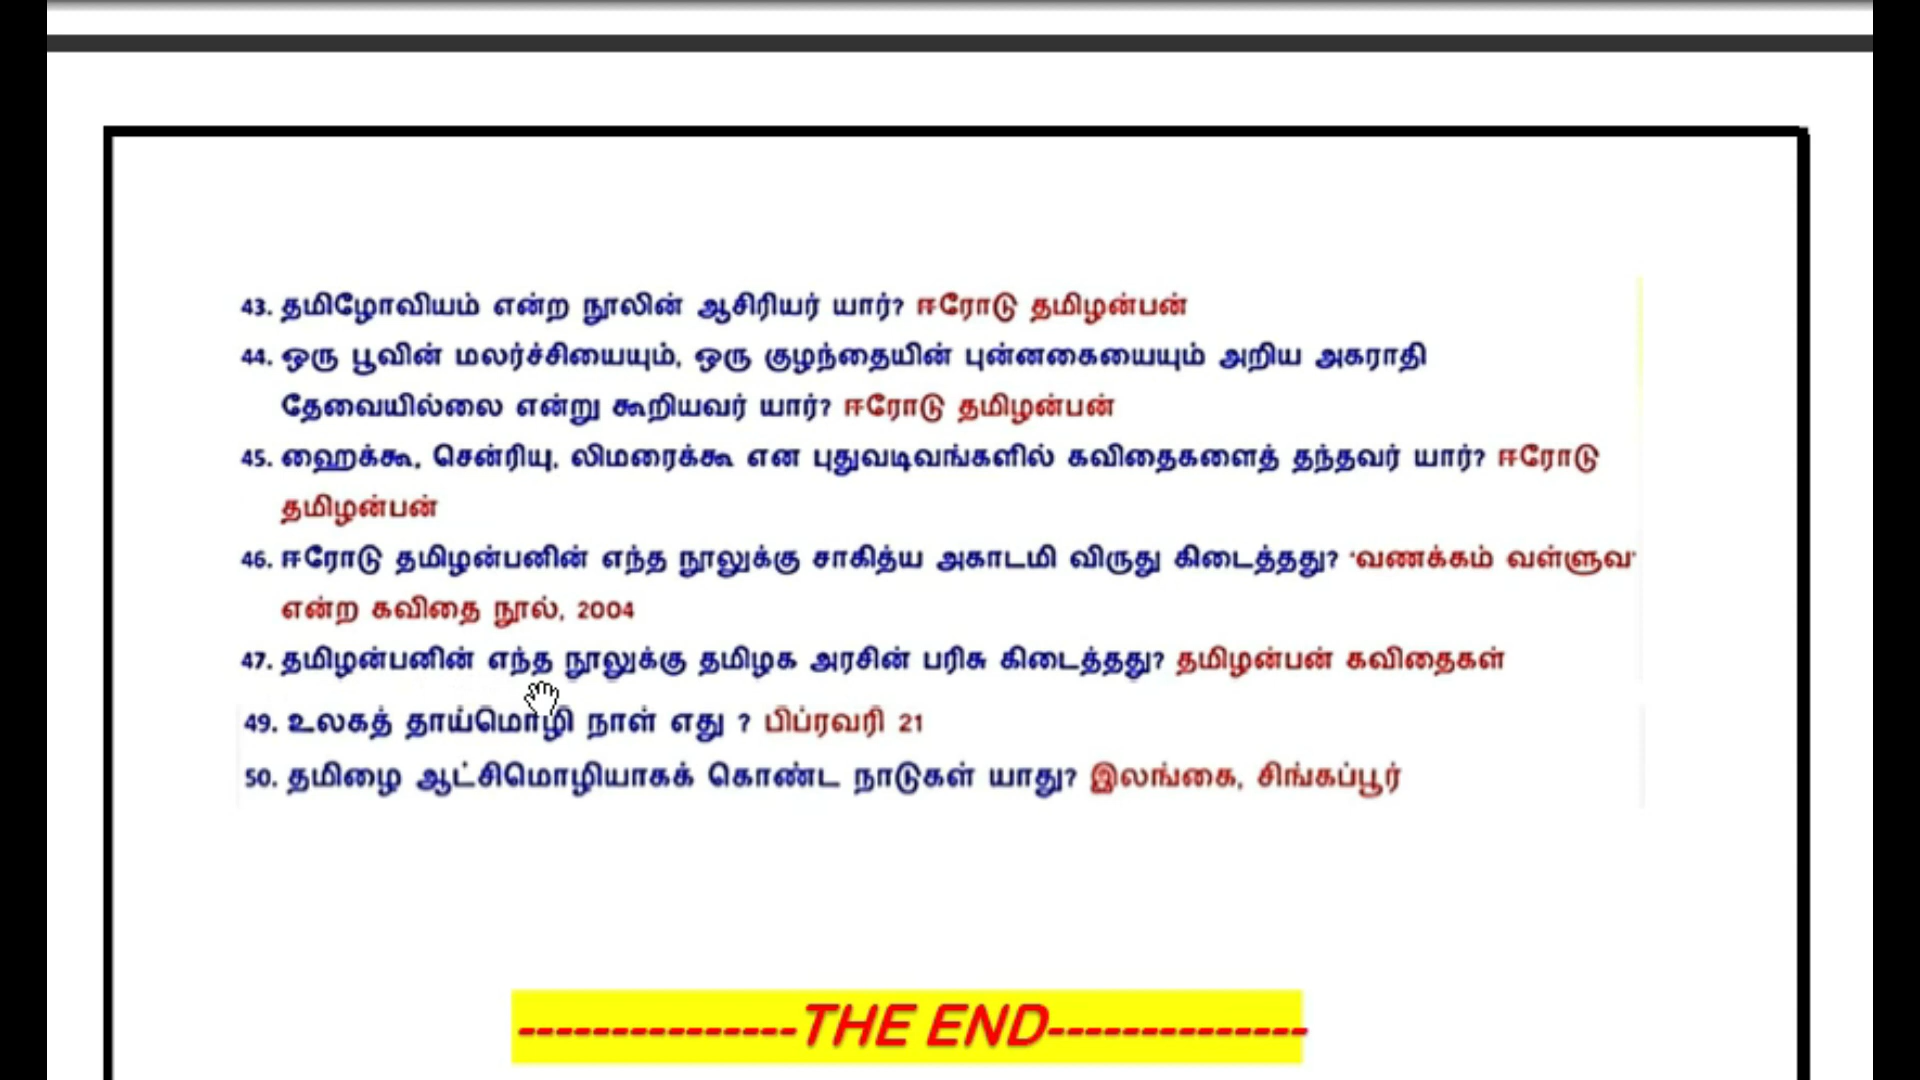 43. தமிழோவியம் என்ற நூலின் ஆசிரியர் யார்? ஈரோடு தமிழன்பன்
44. ஒரு பூவின் மலர்ச்சியையும், ஒரு குழந்தையின் புன்னகையையும் அறிய அகராதி
தேவையில்லை என்று கூறியவர் யார்? ஈரோடு தமிழன்பன்
45. ஹைக்கூ, சென்ரியு, லிமரைக்கூ என புதுவடிவங்களில் கவிதைகளைத் தந்தவர் யார்? ஈரோடு
தமிழன்பன்
46. ஈரோடு தமிழன்பனின் எந்த நூலுக்கு சாகித்ய அகாடமி விருது கிடைத்தது? 'வணக்கம் வள்ளுவ'
என்ற கவிதை நூல், 2004
47. தமிழன்பனின் எந்த நூலுக்கு தமிழக அரசின் பரிசு கிடைத்தது? தமிழன்பன் கவிதைகள்
49. உலகத் தாய்மொழி நாள் எது ? பிப்ரவரி 21
50. தமிழை ஆட்சிமொழியாகக் கொண்ட நாடுகள் யாது? இலங்கை, சிங்கப்பூர்
---------------THE END--------------